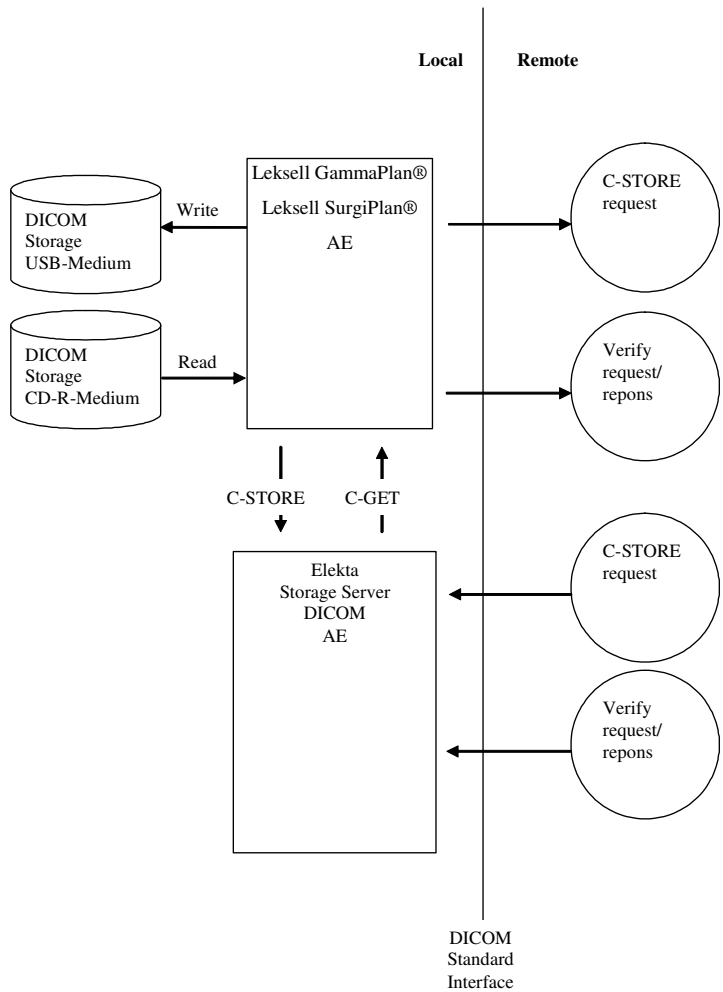 Local
Remote
Leksell GammaPlan®
Leksell SurgiPlan®
AE
DICOM
Storage
USB-Medium
Write
C-STORE
request
DICOM
Storage
CD-R-Medium
Read
Verify
request/
repons
C-STORE
C-GET
Elekta
Storage Server
DICOM
AE
C-STORE
request
Verify
request/
repons
DICOM
Standard
Interface